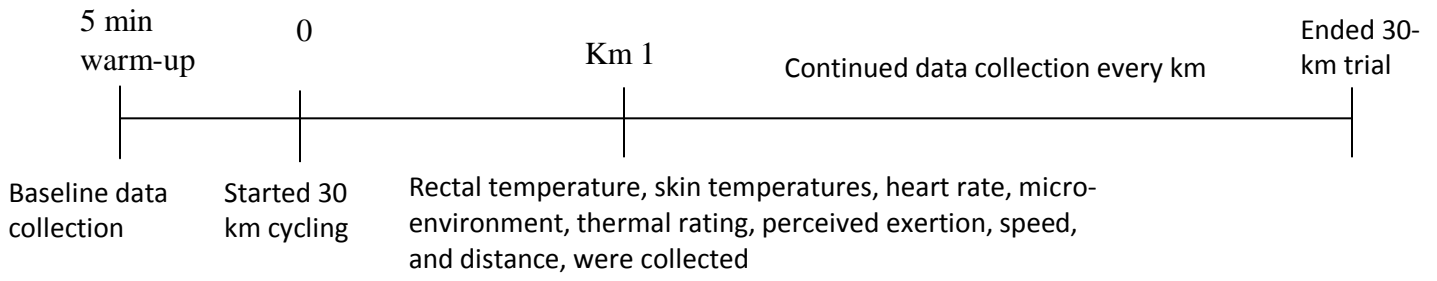 5 min
warm-up
0
Km 1
Continued data collection every km
Ended 30-
km trial
Baseline data
collection
Started 30
km cycling
Rectal temperature, skin temperatures, heart rate, micro-
environment, thermal rating, perceived exertion, speed,
and distance, were collected